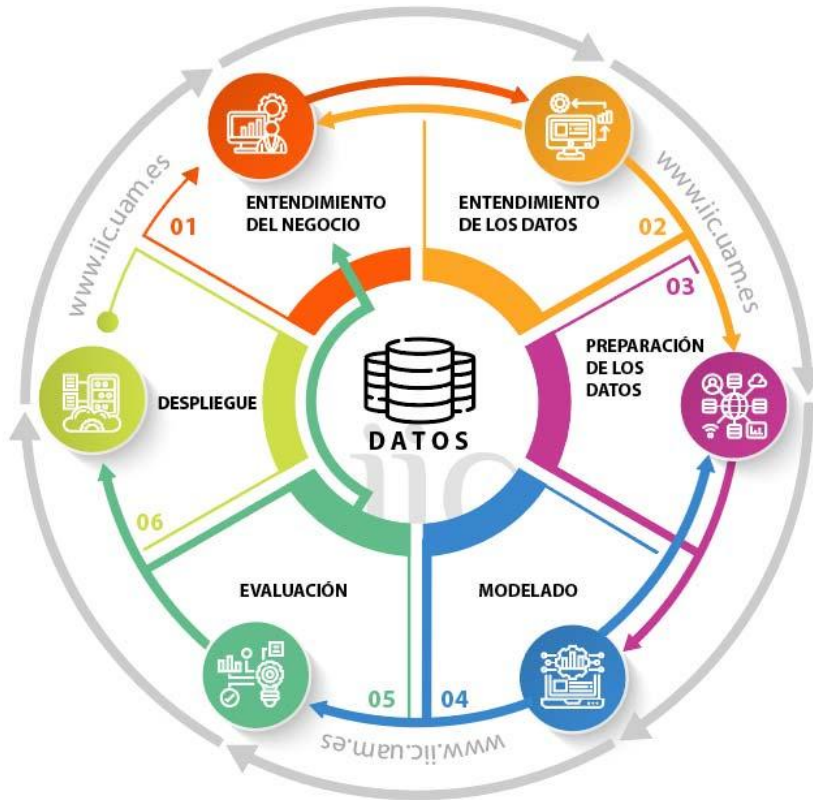 www.iic.uam.es
www.iic.uam.es
01
ENTENDIMIENTO
DEL NEGOCIO
ENTENDIMIENTO
DE LOS DATOS
02
03
PREPARACIÓN
DE LOS
DATOS
DESPLIEGUE
DATOS
iic
06
EVALUACIÓN
MODELADO
05
04
www.iic.uam.es